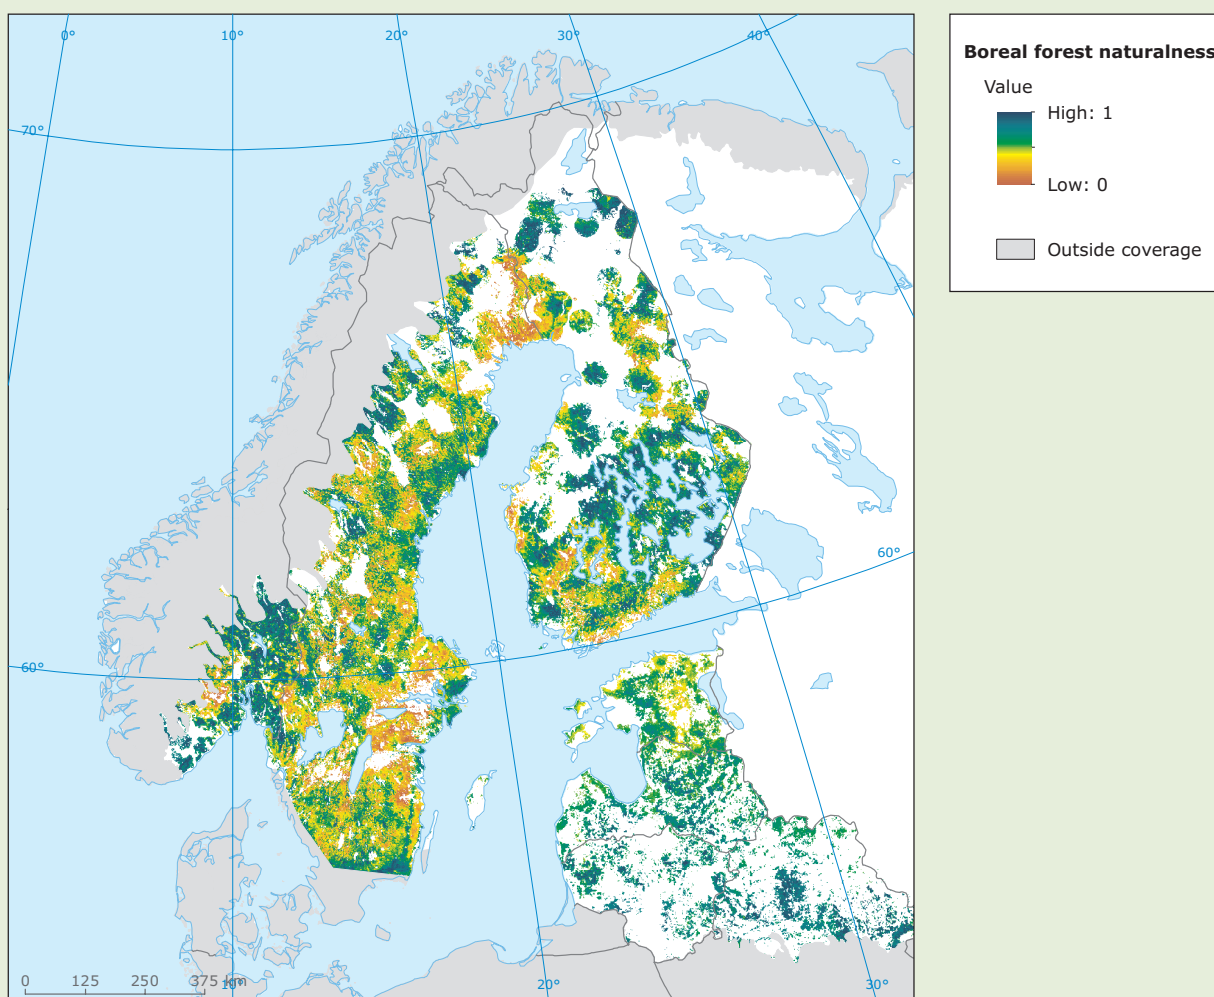 0° 10° 20° 30° 40°
70°
60°
60°
0 125 250 375 km
10° 20° 30°
Boreal forest naturalness
Value
High: 1
Low: 0
Outside coverage